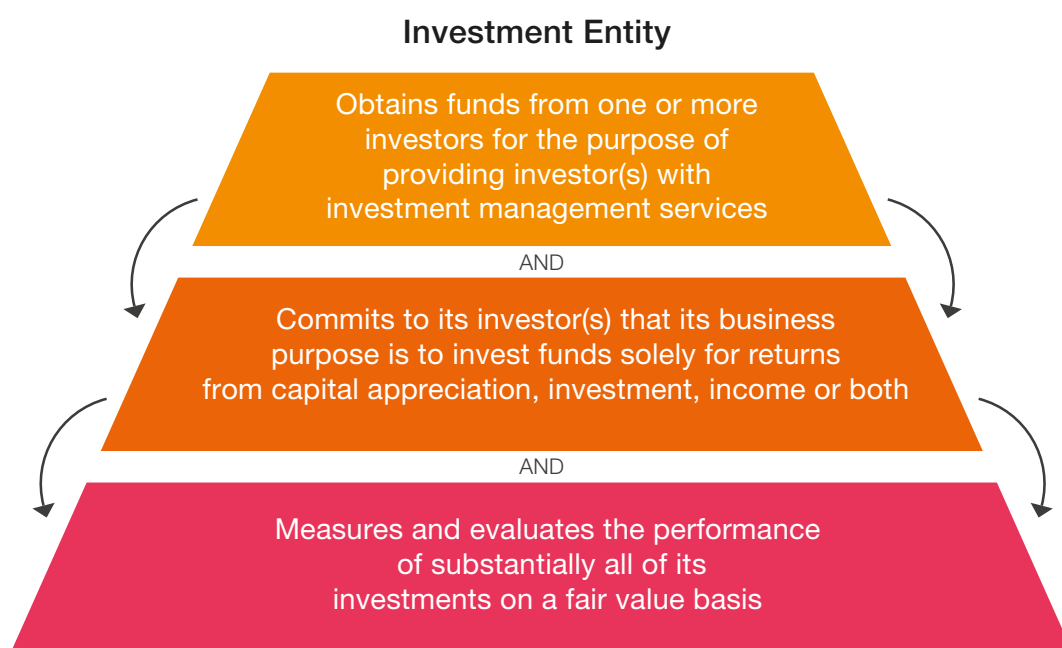 Investment Entity
Obtains funds from one or more
investors for the purpose of
providing investor(s) with
investment management services
AND
Commits to its investor(s) that its business
purpose is to invest funds solely for returns
from capital appreciation, investment, income or both
AND
Measures and evaluates the performance
of substantially all of its
investments on a fair value basis